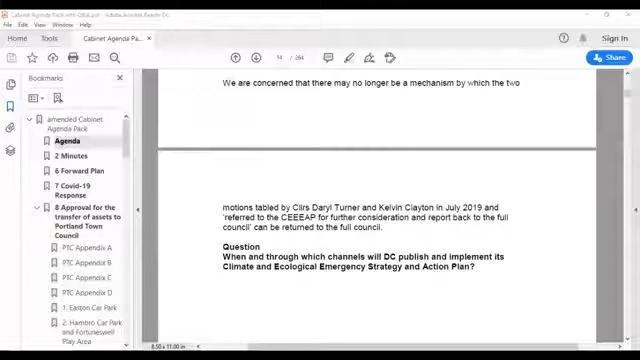 Cabinet Agenda Pack with Q&A.pdf - Adobe Acrobat Reader DC
File Edit View Window Help
Home Tools Cabinet Agenda Pac... × Sign In
14 / 264 Share
Bookmarks
amended Cabinet
Agenda Pack
Agenda
2 Minutes
6 Forward Plan
7 Covid-19
Response
8 Approval for the
transfer of assets to
Portland Town
Council
PTC Appendix A
PTC Appendix B
PTC Appendix C
PTC Appendix D
1. Easton Car Park
2. Hambro Car Park
and Fortuneswell
Play Area
We are concerned that there may no longer be a mechanism by which the two
motions tabled by Cllrs Daryl Turner and Kelvin Clayton in July 2019 and
'referred to the CEEEAP for further consideration and report back to the full
council' can be returned to the full council.
Question
When and through which channels will DC publish and implement its
Climate and Ecological Emergency Strategy and Action Plan?
8.50 x 11.00 in